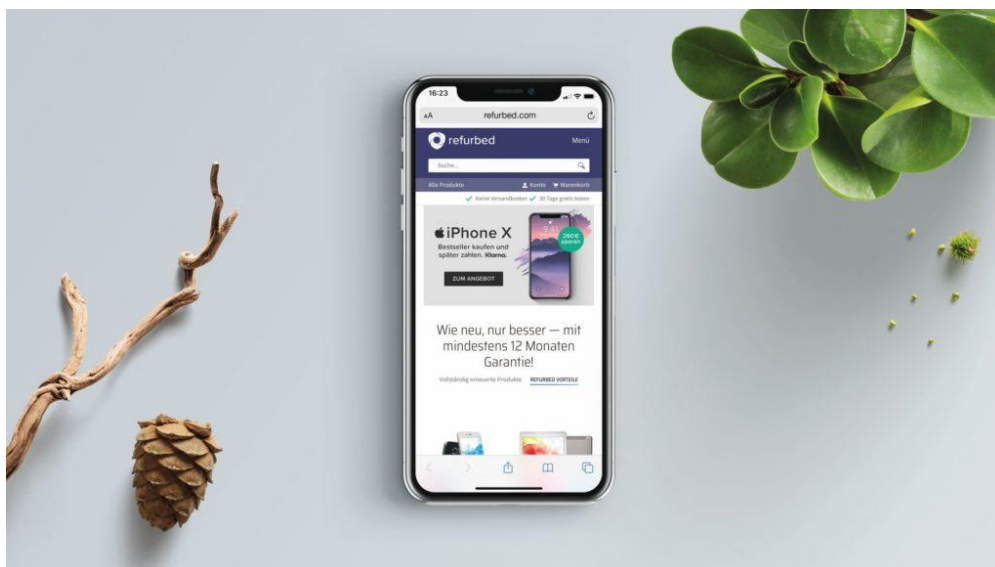 16:23
AA refurbed.com
refurbed Menü
Suche...
Alle Produkte Konto Warenkorb
Keine Versandkosten 30 Tage gratis testen
iPhone X
Bestseller kaufen und
später zahlen. Klarna.
ZUM ANGEBOT
9:41
260 €
sparen
Wie neu, nur besser — mit
mindestens 12 Monaten
Garantie!
Vollständig erneuerte Produkte REFURBED VORTEILE